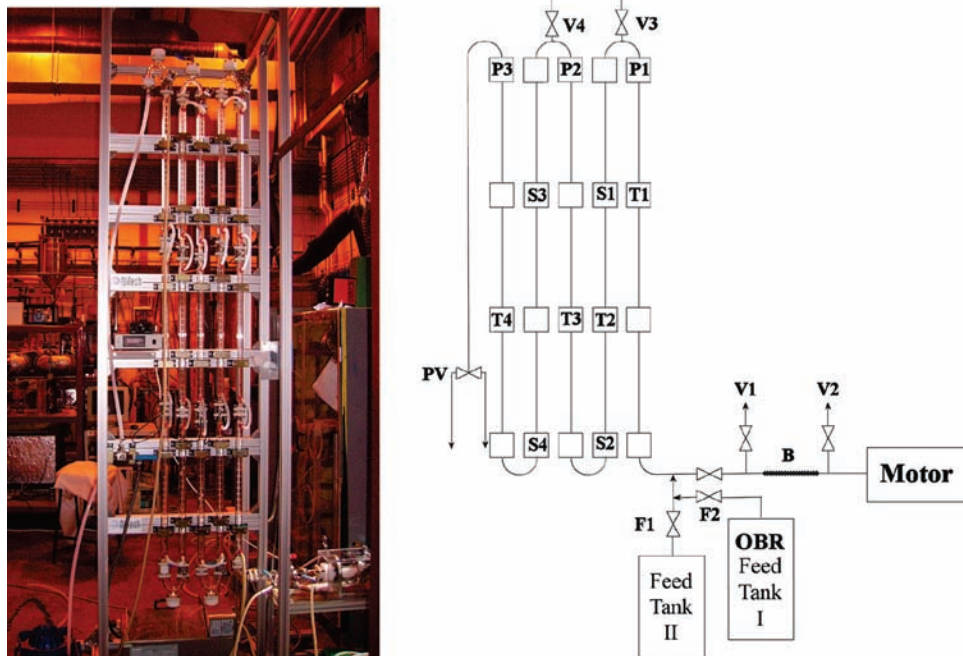 V4
V3
P3
P2
P1
S3
S1
T1
T4
T3
T2
PV
S4
S2
V1
V2
B
Motor
F1
F2
OBR
Feed
Tank
I
Feed
Tank
II